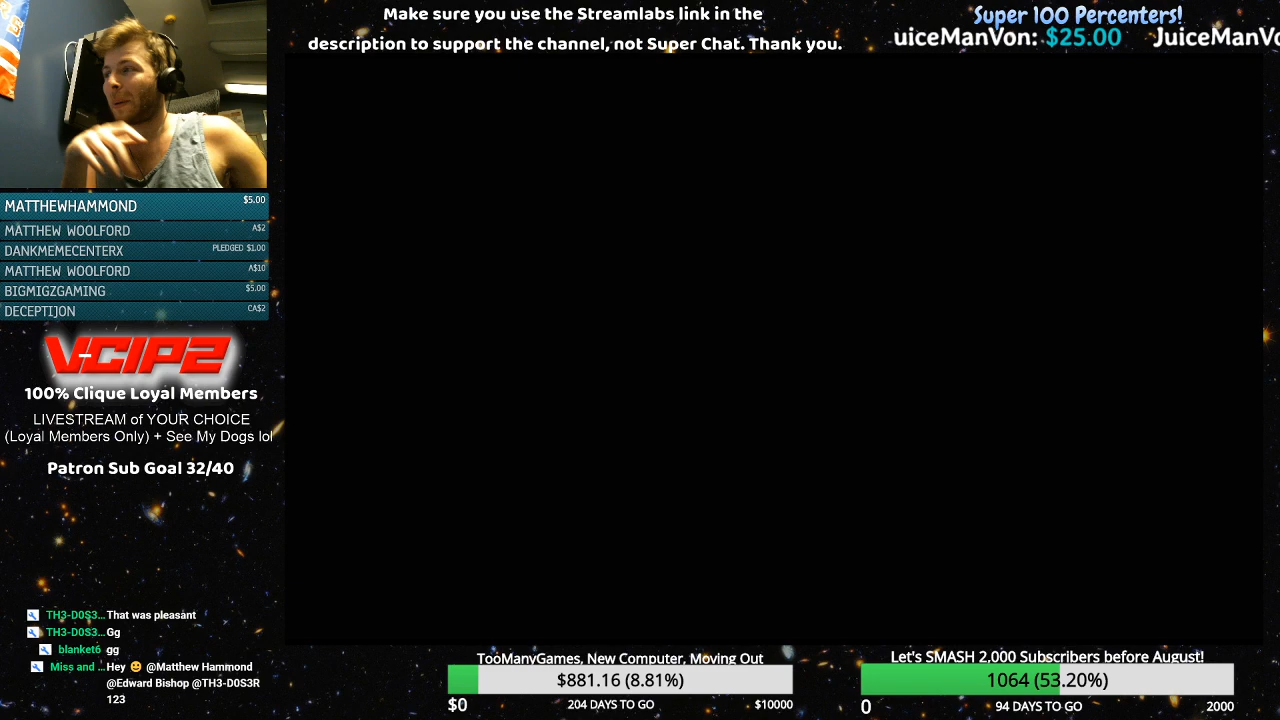 Make sure you use the Streamlabs link in the
description to support the channel, not Super Chat. Thank you.
Super 100 Percenters!
uiceManVon: $25.00 JuiceManVo
MATTHEWHAMMOND $5.00
MATTHEW WOOLFORD A$2
DANKMEMECENTERX PLEDGED $1.00
MATTHEW WOOLFORD A$10
BIGMIGZGAMING $5.00
DECEPTIJON CA$2
V-CIPZ
100% Clique Loyal Members
LIVESTREAM of YOUR CHOICE
(Loyal Members Only) + See My Dogs lol
Patron Sub Goal 32/40
TH3-D0S3... That was pleasant
TH3-D0S3... Gg
blanket6 gg
Miss and ... Hey 😀 @Matthew Hammond
@Edward Bishop @TH3-D0S3R
123
TooManyGames, New Computer, Moving Out
$881.16 (8.81%)
$0 204 DAYS TO GO $10000
Let's SMASH 2,000 Subscribers before August!
1064 (53.20%)
0 94 DAYS TO GO 2000